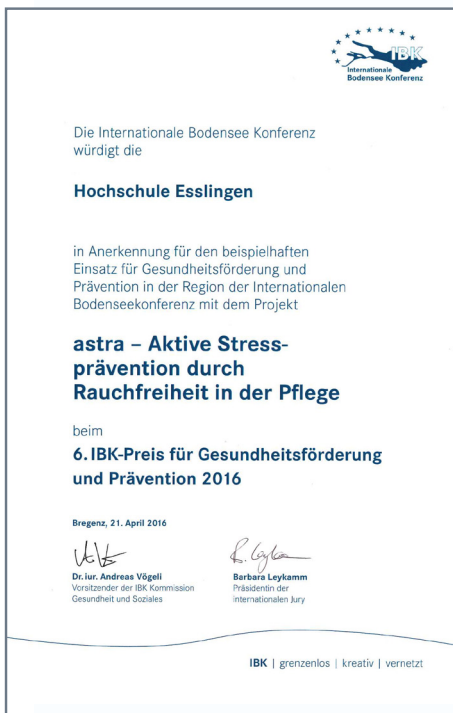 IBK
Internationale
Bodensee Konferenz
Die Internationale Bodensee Konferenz
würdigt die
Hochschule Esslingen
in Anerkennung für den beispielhaften
Einsatz für Gesundheitsförderung und
Prävention in der Region der Internationalen
Bodenseekonferenz mit dem Projekt
astra – Aktive Stress-
prävention durch
Rauchfreiheit in der Pflege
beim
6. IBK-Preis für Gesundheitsförderung
und Prävention 2016
Bregenz, 21. April 2016
Dr. iur. Andreas Vögeli
Vorsitzender der IBK Kommission
Gesundheit und Soziales
Barbara Leykamm
Präsidentin der
internationalen Jury
IBK | grenzenlos | kreativ | vernetzt